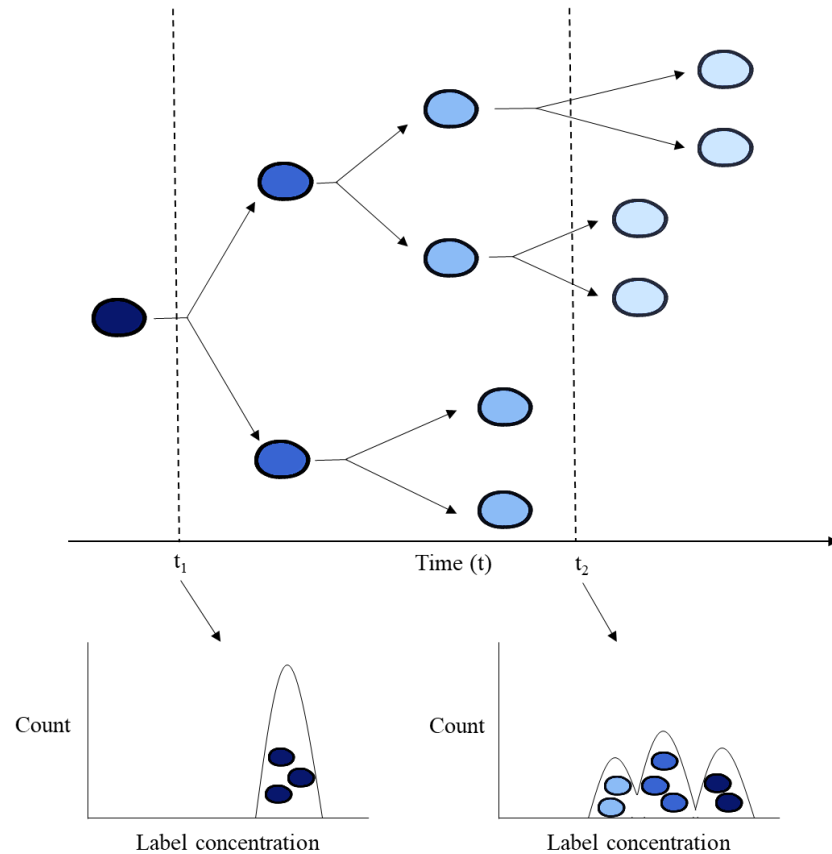 t₁
Time (t)
t₂
Count
Count
Label concentration
Label concentration